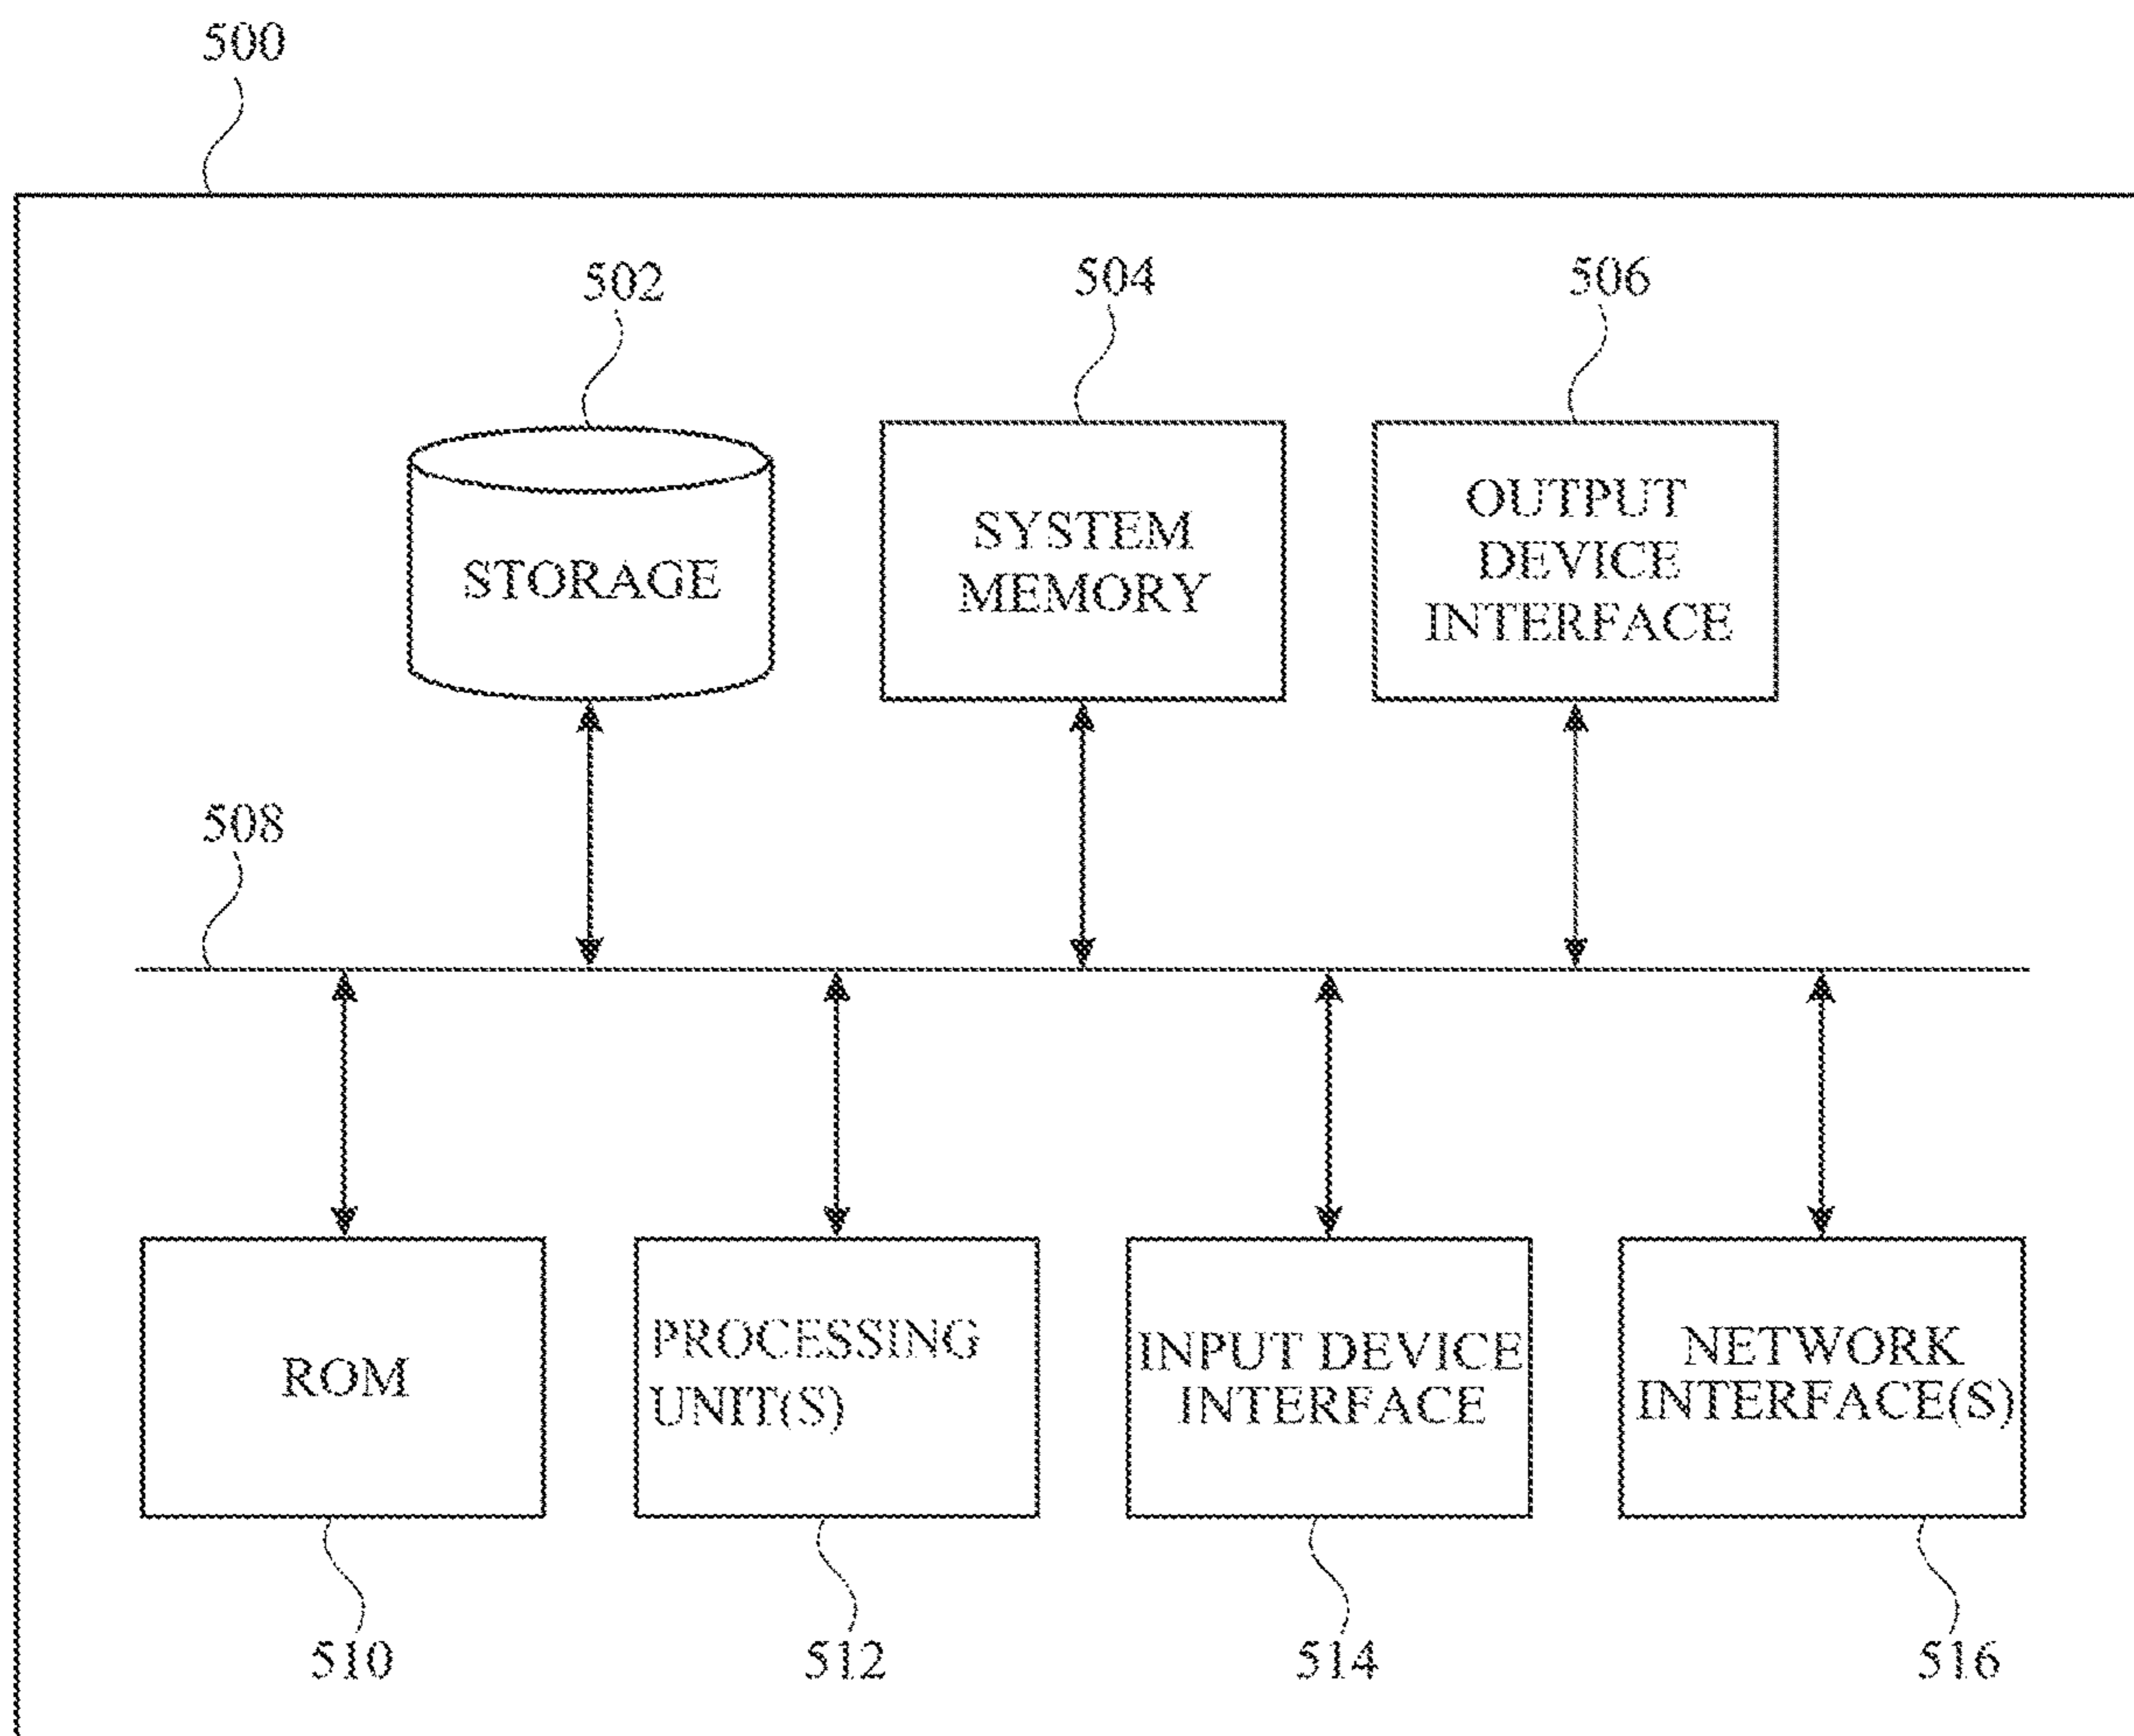 500
502
504
506
STORAGE
SYSTEM
MEMORY
OUTPUT
DEVICE
INTERFACE
508
ROM
PROCESSING
UNIT(S)
INPUT DEVICE
INTERFACE
NETWORK
INTERFACE(S)
510
512
514
516